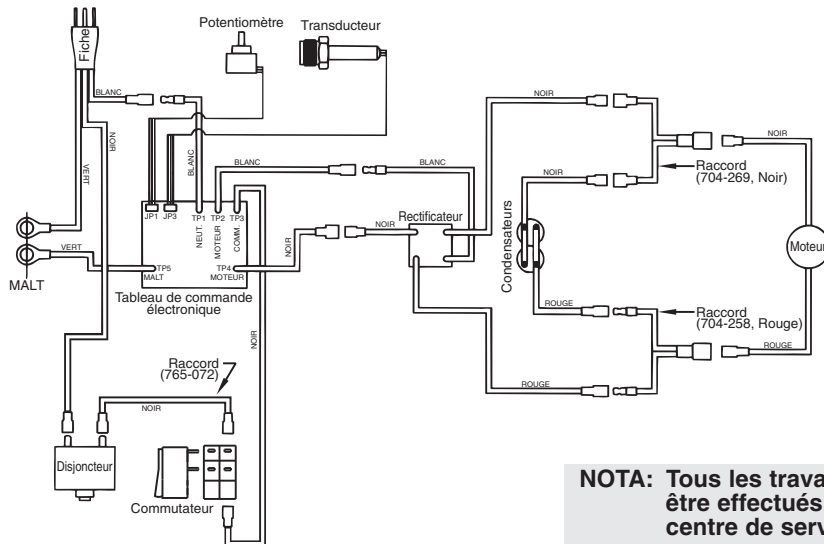 Potentiomètre
Transducteur
Fiche
BLANC
NOIR
VERT
BLANC
BLANC
BLANC
NOIR
NOIR
NOIR
Raccord
(704-269, Noir)
JP1 JP3 TP1 TP2 TP3
NEUT.
MOTEUR
COMM.
NOIR
NOIR
Rectificateur
Condensateurs
Moteur
VERT
MALT
TP5
MALT
TP4
MOTEUR
Tableau de commande
électronique
NOIR
ROUGE
Raccord
(704-258, Rouge)
ROUGE
ROUGE
Raccord
(765-072)
NOIR
Disjoncteur
Commutateur
NOTA: Tous les trava
être effectués
centre de serv